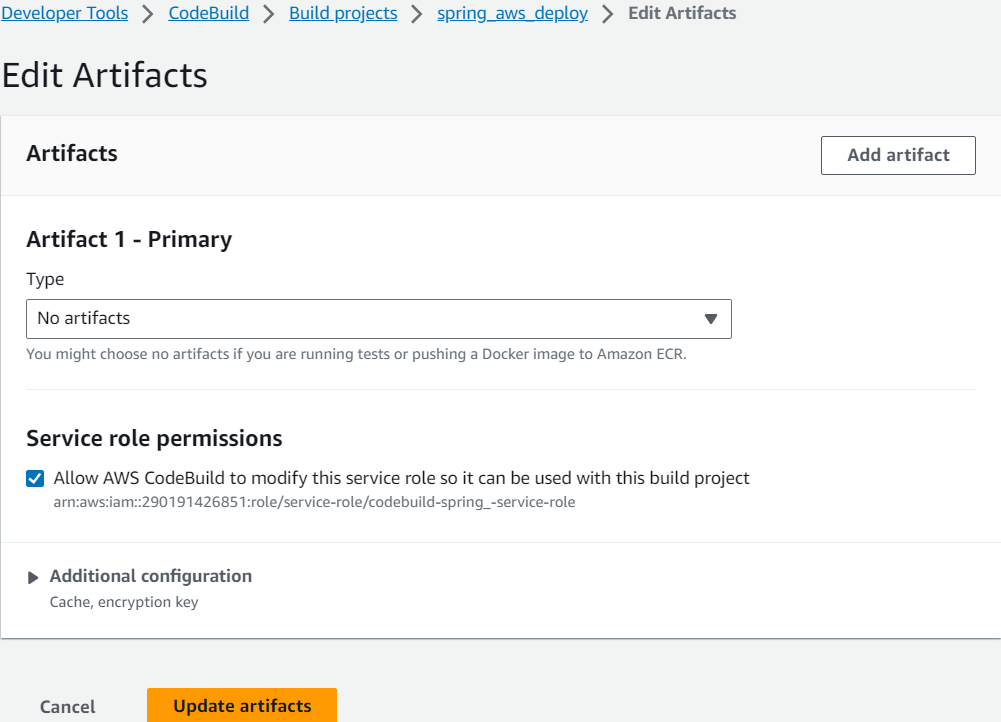 Developer Tools > CodeBuild > Build projects > spring_aws_deploy > Edit Artifacts
Edit Artifacts
Artifacts
Add artifact
Artifact 1 - Primary
Type
No artifacts
You might choose no artifacts if you are running tests or pushing a Docker image to Amazon ECR.
Service role permissions
Allow AWS CodeBuild to modify this service role so it can be used with this build project
arn:aws:iam::290191426851:role/service-role/codebuild-spring_-service-role
Additional configuration
Cache, encryption key
Cancel
Update artifacts